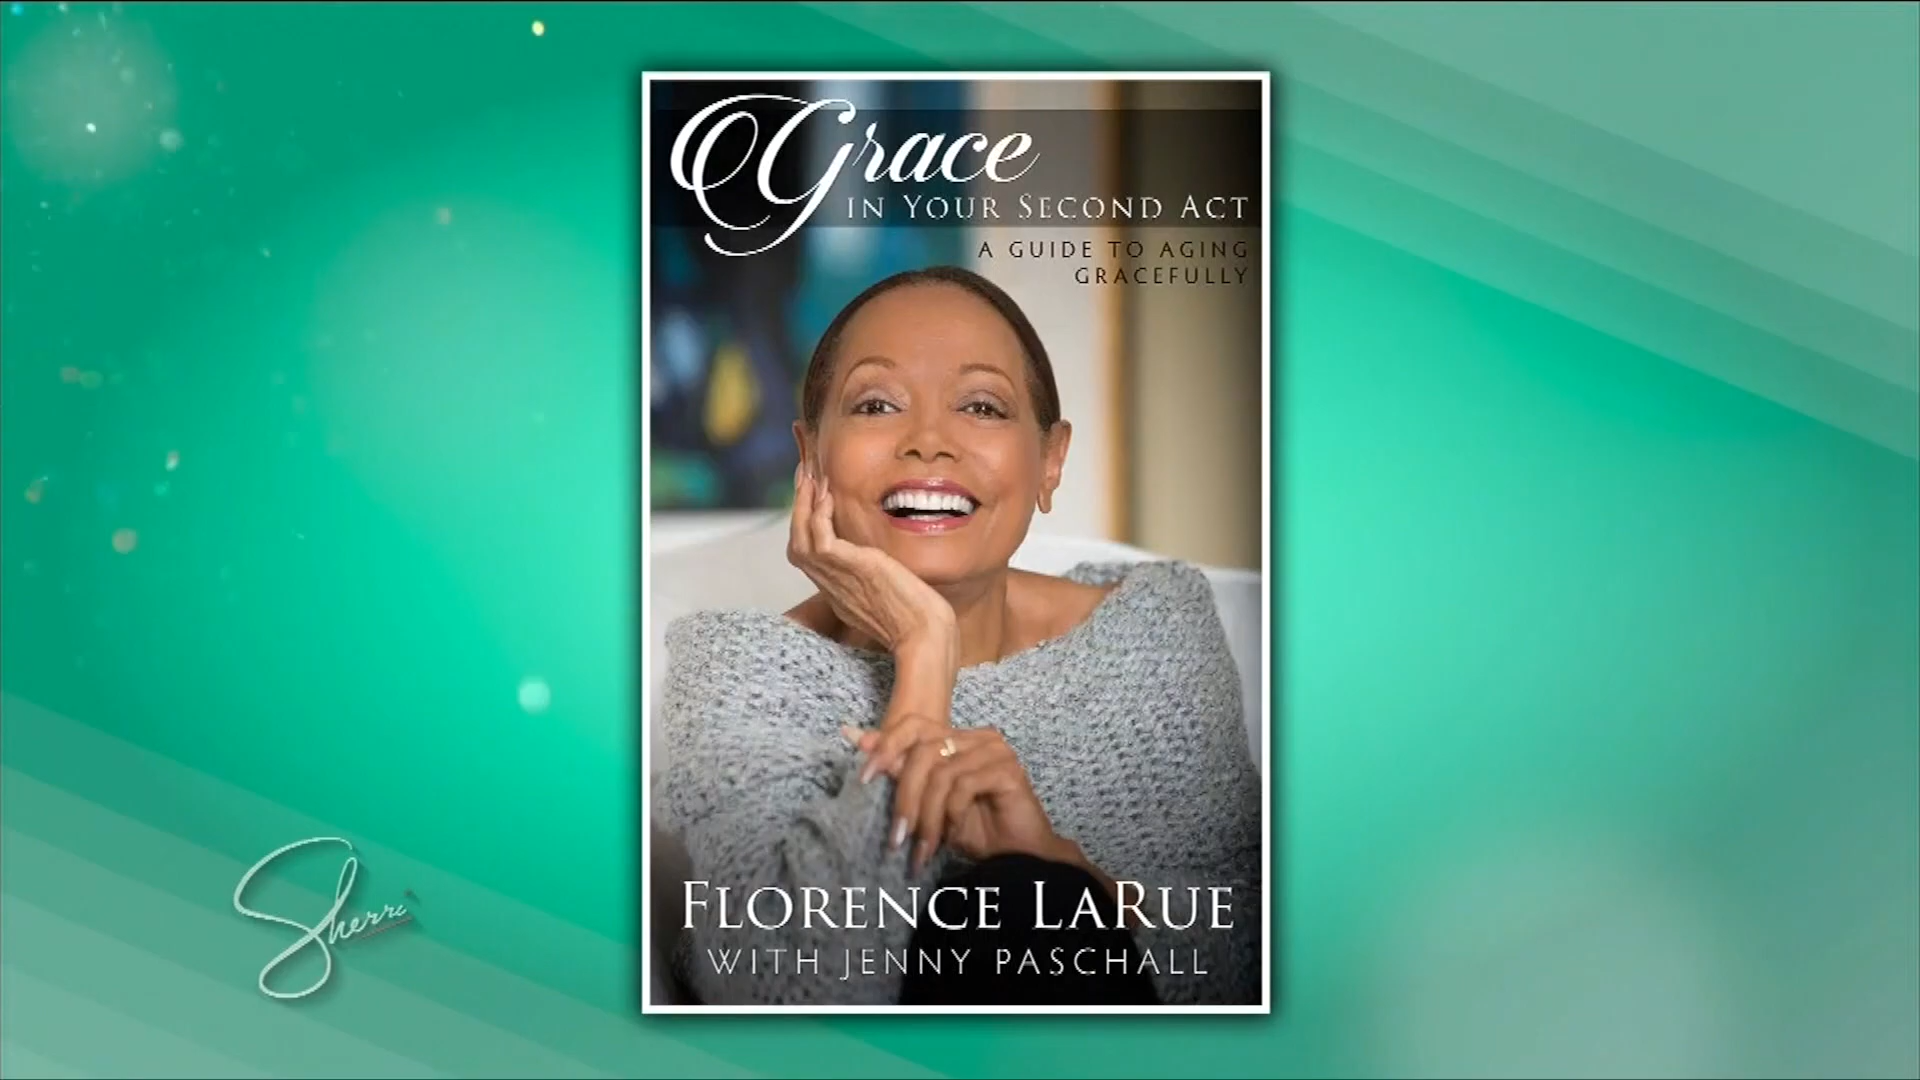 Grace
IN YOUR SECOND ACT
A GUIDE TO AGING
GRACEFULLY
FLORENCE LARUE
WITH JENNY PASCHALL
Sherri